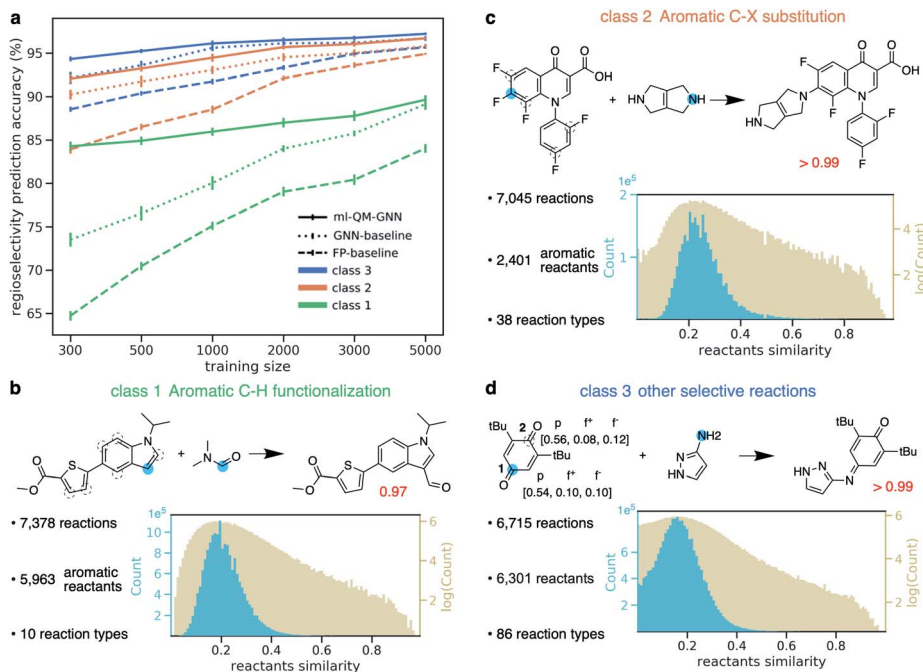 a
regioselectivity prediction accuracy (%)
95
90
85
80
75
70
65
300
500
1000
2000
3000
5000
training size
ml-QM-GNN
GNN-baseline
FP-baseline
class 3
class 2
class 1
b
class 1 Aromatic C-H functionalization
O
O
S
N
+
N
O
O
O
S
N
O
0.97
• 7,378 reactions
• 5,963 aromatic
reactants
• 10 reaction types
1e⁵
10
8
6
4
2
Count
6
4
2
log(Count)
0.2
0.4
0.6
0.8
reactants similarity
c
class 2 Aromatic C-X substitution
O
O
OH
F
F
F
N
F
F
+
HN
NH
O
O
OH
F
N
HN
F
N
F
F
> 0.99
• 7,045 reactions
• 2,401 aromatic
reactants
• 38 reaction types
1e⁵
2
1
Count
4
2
log(Count)
0.2
0.4
0.6
0.8
reactants similarity
d
class 3 other selective reactions
tBu
2
O
p f⁺ f⁻
[0.56, 0.08, 0.12]
tBu
1
O
p f⁺ f⁻
[0.54, 0.10, 0.10]
+
NH2
N
N
H
tBu
O
tBu
N
N
N
H
> 0.99
• 6,715 reactions
• 6,301 reactants
• 86 reaction types
1e⁵
6
4
2
Count
6
4
2
log(Count)
0.2
0.4
0.6
0.8
reactants similarity